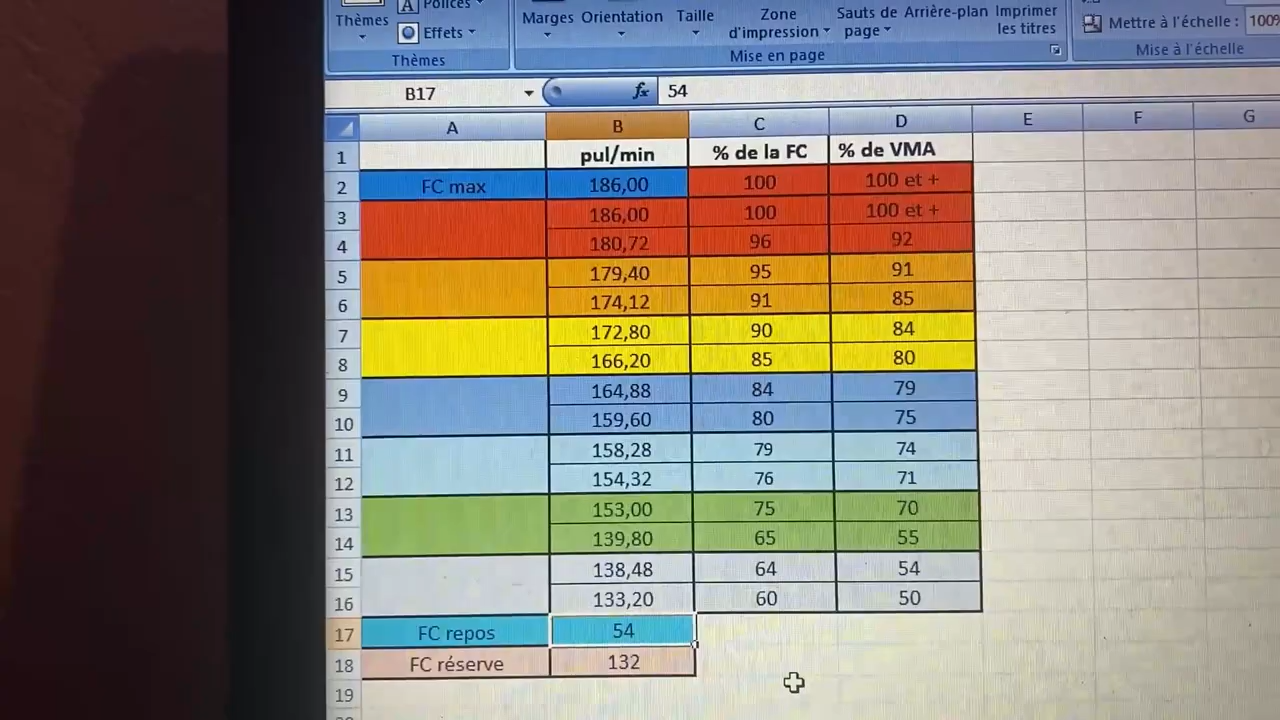 Thèmes
A Polices
Effets
Thèmes
Marges Orientation Taille Zone d'impression Sauts de page Arrière-plan Imprimer les titres
Mise en page
Mettre à l'échelle : 100%
Mise à l'échelle
B17 fx 54
A B C D E F G
1 pul/min % de la FC % de VMA
2 FC max 186,00 100 100 et +
3 186,00 100 100 et +
4 180,72 96 92
5 179,40 95 91
6 174,12 91 85
7 172,80 90 84
8 166,20 85 80
9 164,88 84 79
10 159,60 80 75
11 158,28 79 74
12 154,32 76 71
13 153,00 75 70
14 139,80 65 55
15 138,48 64 54
16 133,20 60 50
17 FC repos 54
18 FC réserve 132
19